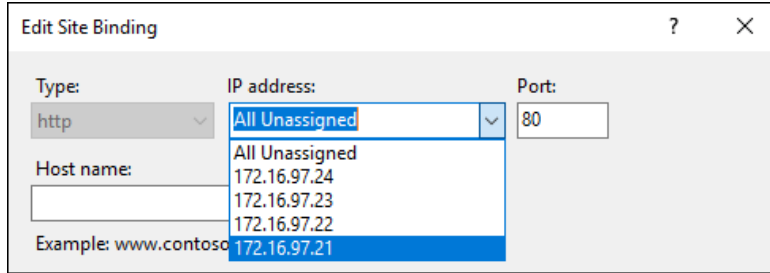 Edit Site Binding ? X
Type: IP address: Port:
http All Unassigned 80
All Unassigned
Host name: 172.16.97.24
172.16.97.23
172.16.97.22
Example: www.contoso 172.16.97.21